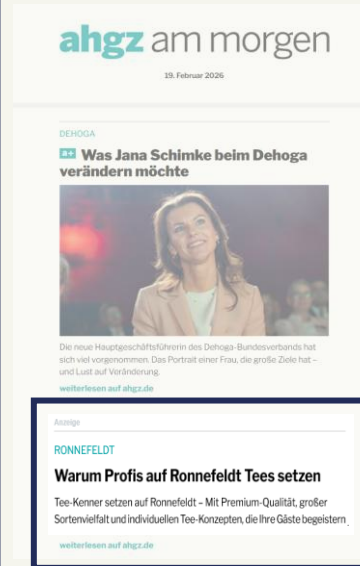 ahgz am morgen
19. Februar 2026
DEHOGA
a+ Was Jana Schimke beim Dehoga
verändern möchte
Die neue Hauptgeschäftsführerin des Dehoga-Bundesverbands hat
sich viel vorgenommen. Das Portrait einer Frau, die große Ziele hat –
und Lust auf Veränderung.
weiterlesen auf ahgz.de
Anzeige
RONNEFELDT
Warum Profis auf Ronnefeldt Tees setzen
Tee-Kenner setzen auf Ronnefeldt – Mit Premium-Qualität, großer
Sortenvielfalt und individuellen Tee-Konzepten, die Ihre Gäste begeistern.
weiterlesen auf ahgz.de